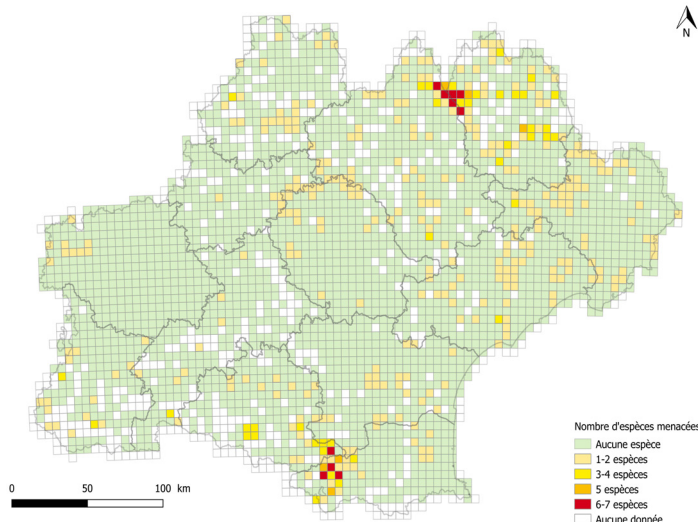 N
Nombre d'espèces menacées
Aucune espèce
1-2 espèces
3-4 espèces
5 espèces
6-7 espèces
Aucune donnée
0 50 100 km